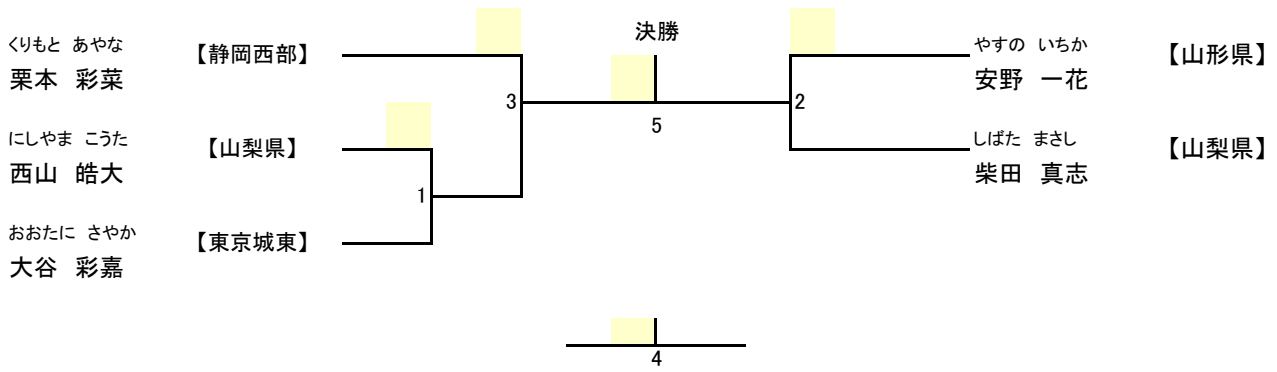 決勝
くりもと あやな
栗本 彩菜
【静岡西部】
にしやま こうた
西山 皓大
【山梨県】
おおたに さやか
大谷 彩嘉
【東京城東】
1
3
5
2
やすの いちか
安野 一花
【山形県】
しばた まさし
柴田 真志
【山梨県】
4